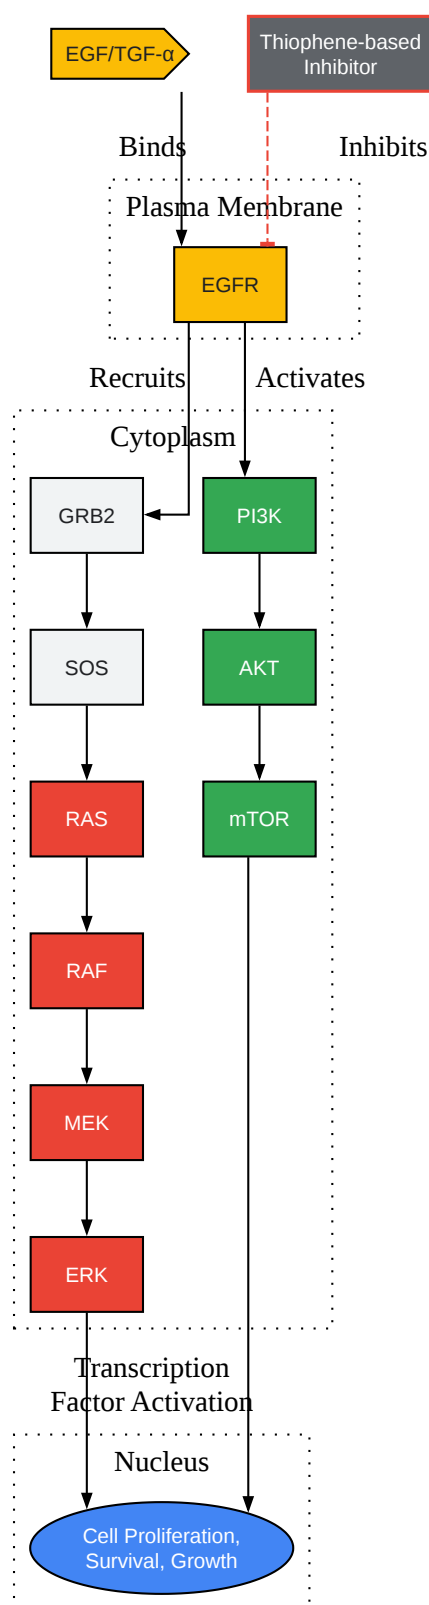 EGF/TGF-α
Thiophene-based
Inhibitor
Binds
Inhibits
Plasma Membrane
EGFR
Recruits
Activates
Cytoplasm
GRB2
PI3K
SOS
AKT
RAS
mTOR
RAF
MEK
ERK
Transcription
Factor Activation
Nucleus
Cell Proliferation,
Survival, Growth